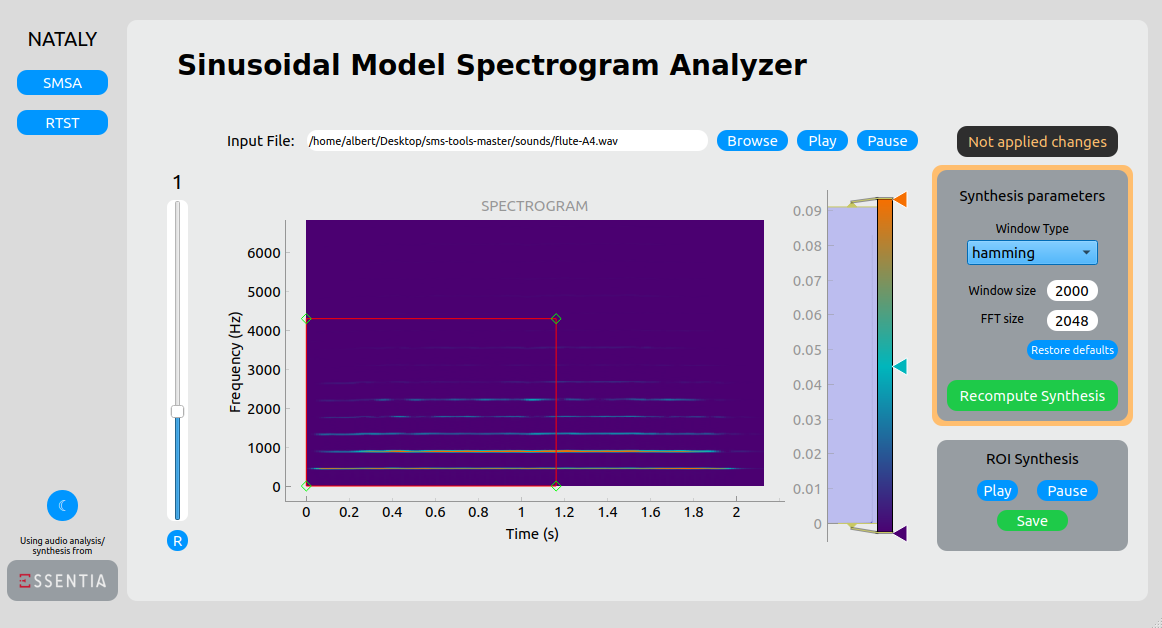 NATALY
SMSA
RTST
Sinusoidal Model Spectrogram Analyzer
Input File:
/home/albert/Desktop/sms-tools-master/sounds/flute-A4.wav
Browse
Play
Pause
Not applied changes
1
R
SPECTROGRAM
Frequency (Hz)
6000
5000
4000
3000
2000
1000
0
0 0.2 0.4 0.6 0.8 1 1.2 1.4 1.6 1.8 2
Time (s)
0.09
0.08
0.07
0.06
0.05
0.04
0.03
0.02
0.01
0
Synthesis parameters
Window Type
hamming
Window size 2000
FFT size 2048
Restore defaults
Recompute Synthesis
ROI Synthesis
Play
Pause
Save
Using audio analysis/
synthesis from
ESSENTIA